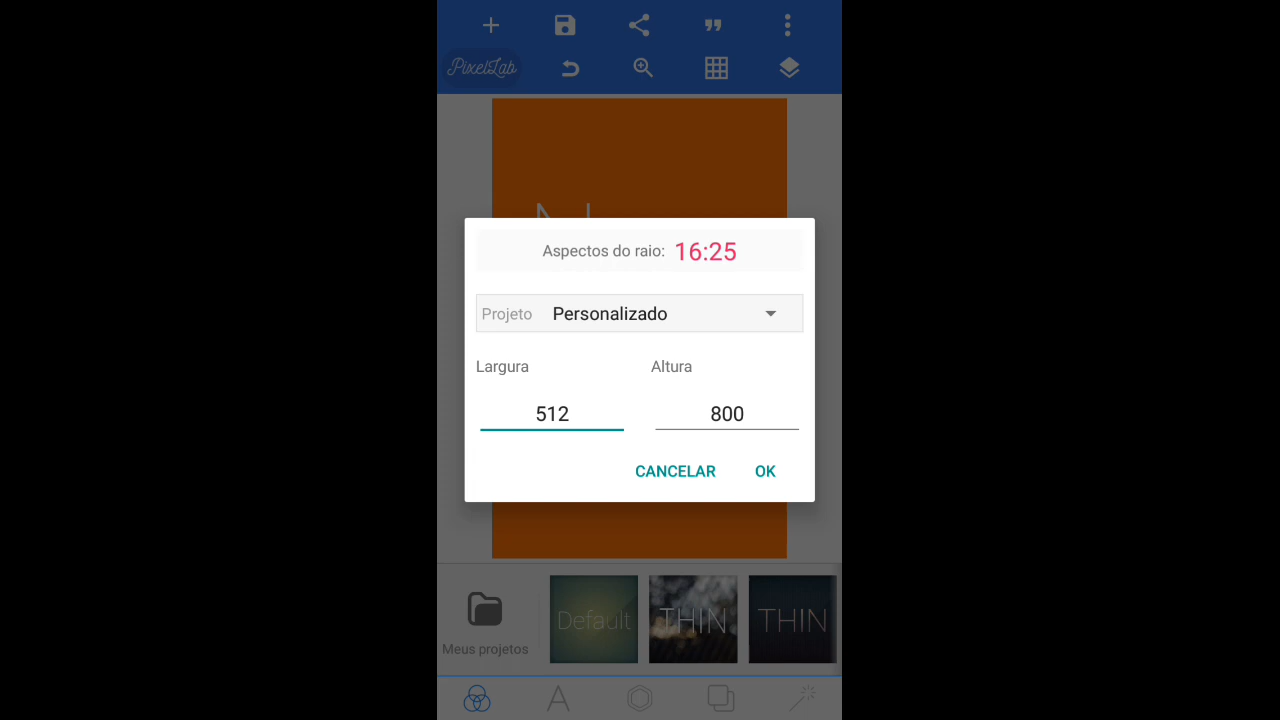 PixelLab
Aspectos do raio: 16:25
Projeto Personalizado
Largura Altura
512 800
CANCELAR OK
Default THIN THIN
Meus projetos